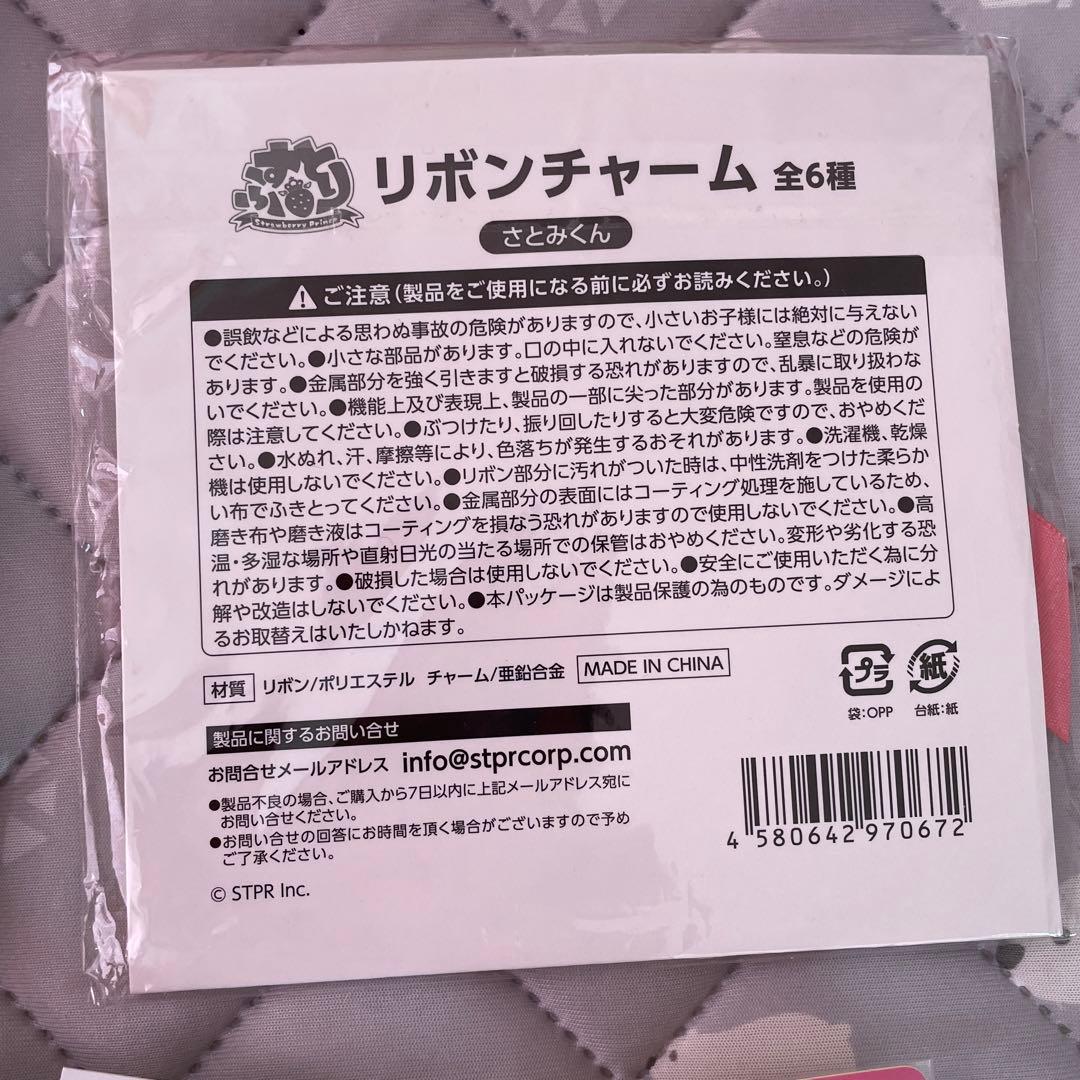 すとぷり
Strawberry Prince
リボンチャーム 全6種
さとみくん
ご注意(製品をご使用になる前に必ずお読みください。)
●誤飲などによる思わぬ事故の危険がありますので、小さいお子様には絶対に与えない
でください。●小さな部品があります。口の中に入れないでください。窒息などの危険が
あります。●金属部分を強く引きますと破損する恐れがありますので、乱暴に取り扱わな
いでください。●機能上及び表現上、製品の一部に尖った部分があります。製品を使用の
際は注意してください。●ぶつけたり、振り回したりすると大変危険ですので、おやめくだ
さい。●水ぬれ、汗、摩擦等により、色落ちが発生するおそれがあります。●洗濯機、乾燥
機は使用しないでください。●リボン部分に汚れがついた時は、中性洗剤をつけた柔らか
い布でふきとってください。●金属部分の表面にはコーティング処理を施しているため、
磨き布や磨き液はコーティングを損なう恐れがありますので使用しないでください。●高
温・多湿な場所や直射日光の当たる場所での保管はおやめください。変形や劣化する恐
れがあります。●破損した場合は使用しないでください。●安全にご使用いただく為に分
解や改造はしないでください。●本パッケージは製品保護の為のものです。ダメージによ
るお取替えはいたしかねます。
材質 リボン/ポリエステル チャーム/亜鉛合金 MADE IN CHINA
プラ 紙
袋:OPP 台紙:紙
製品に関するお問い合せ
お問合せメールアドレス info@stprcorp.com
●製品不良の場合、ご購入から7日以内に上記メールアドレス宛に
お問い合せください。
●お問い合せの回答にお時間を頂く場合がございますので予め
ご了承ください。
4 580642 970672
© STPR Inc.